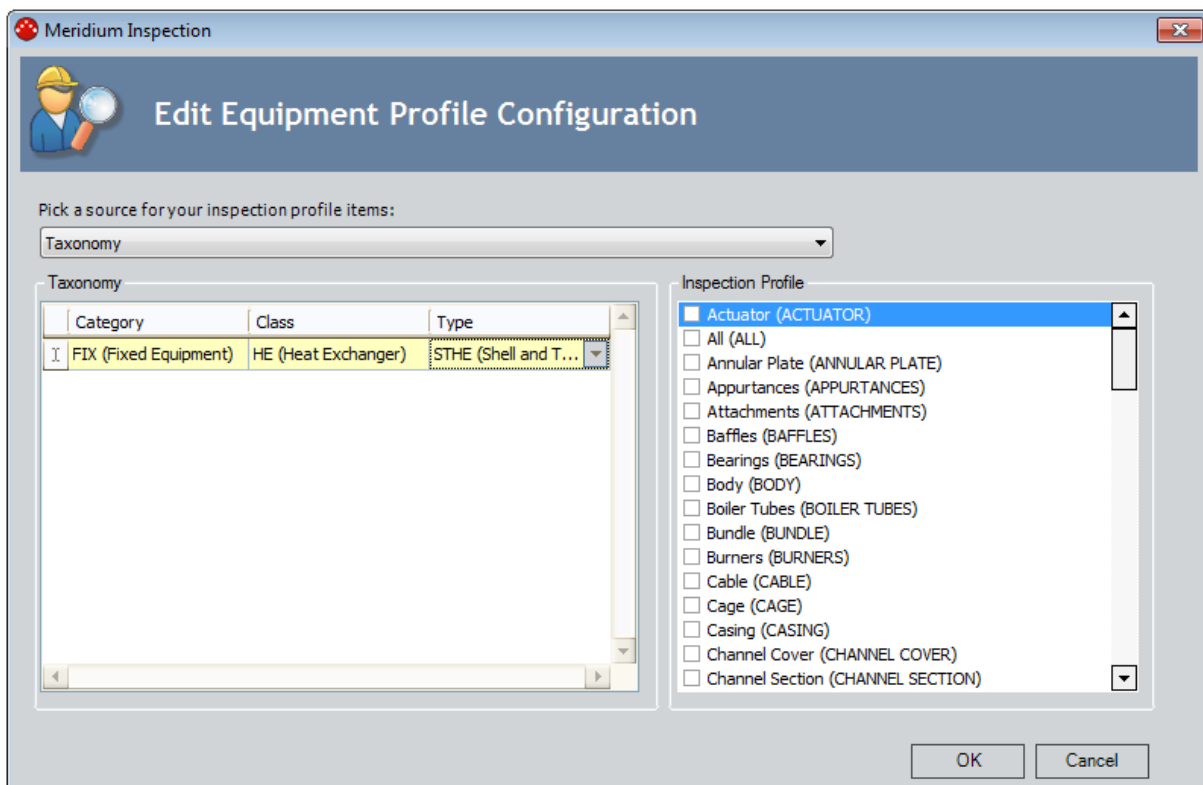 Meridium Inspection
Edit Equipment Profile Configuration
Pick a source for your inspection profile items:
Taxonomy
Taxonomy
Category Class Type
FIX (Fixed Equipment) HE (Heat Exchanger) STHE (Shell and T...
Inspection Profile
Actuator (ACTUATOR)
All (ALL)
Annular Plate (ANNULAR PLATE)
Appurtances (APPURTANCES)
Attachments (ATTACHMENTS)
Baffles (BAFFLES)
Bearings (BEARINGS)
Body (BODY)
Boiler Tubes (BOILER TUBES)
Bundle (BUNDLE)
Burners (BURNERS)
Cable (CABLE)
Cage (CAGE)
Casing (CASING)
Channel Cover (CHANNEL COVER)
Channel Section (CHANNEL SECTION)
OK Cancel